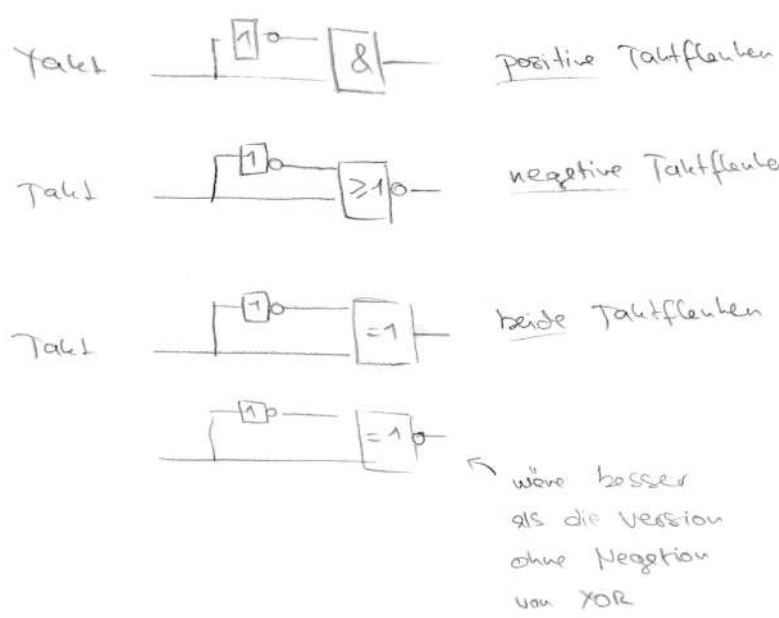 Takt 1 & positive Taktflanken
Takt 1 ≥1 negative Taktflanke
Takt 1 =1 beide Taktflanken
1 =1
wäre besser
als die Version
ohne Negation
von XOR